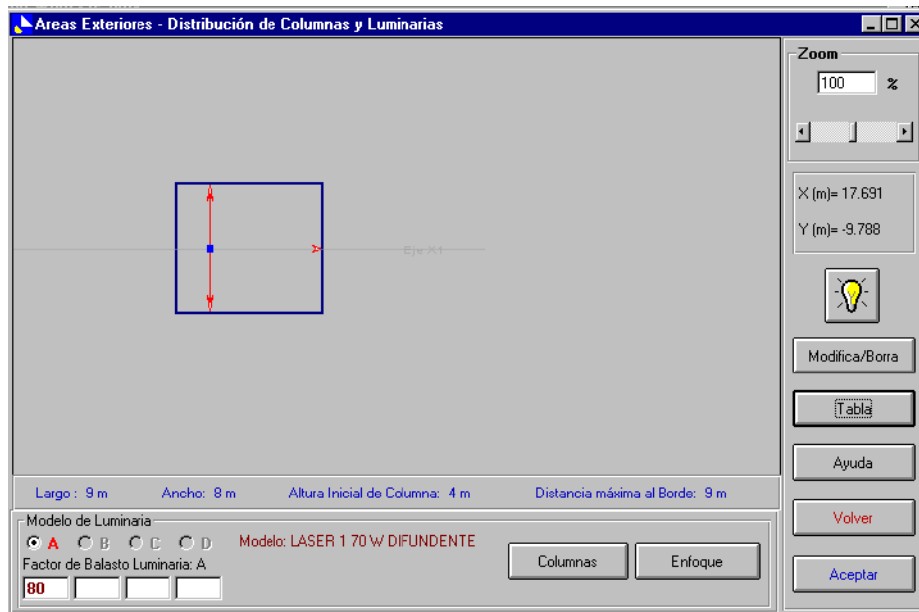 Areas Exteriores - Distribución de Columnas y Luminarias
Zoom
100 %
X (m)= 17.691
Y (m)= -9.788
A
Eje X1
Modifica/Borra
Tabla
Ayuda
Volver
Aceptar
Largo : 9 m Ancho: 8 m Altura Inicial de Columna: 4 m Distancia máxima al Borde: 9 m
Modelo de Luminaria
A B C D Modelo: LASER 1 70 W DIFUNDENTE
Factor de Balasto Luminaria: A
80
Columnas Enfoque